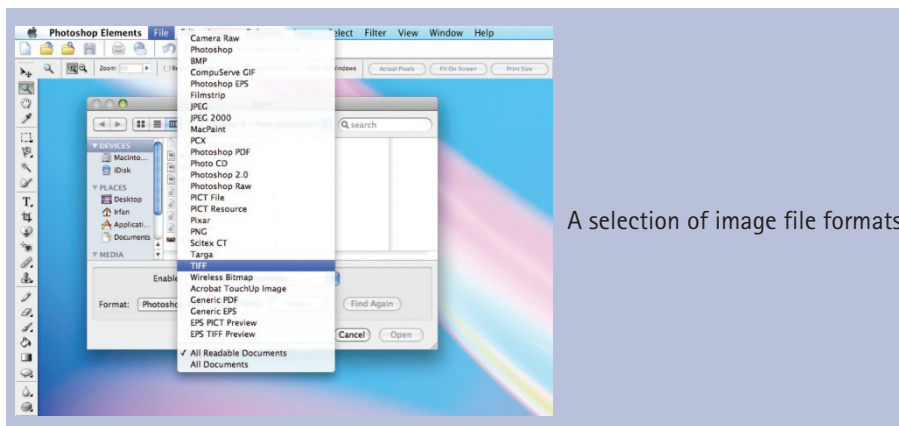 Photoshop Elements File Select Filter View Window Help
Zoom: Windows Actual Pixels Fit On Screen Print Size
Camera Raw
Photoshop
BMP
CompuServe GIF
Photoshop EPS
Filmstrip
JPEG
JPEG 2000
MacPaint
PCX
Photoshop PDF
Photo CD
Photoshop 2.0
Photoshop Raw
PICT File
PICT Resource
Pixar
PNG
Scitex CT
Targa
TIFF
Wireless Bitmap
Acrobat TouchUp Image
Generic PDF
Generic EPS
EPS PICT Preview
EPS TIFF Preview
✓ All Readable Documents
All Documents
search
DEVICES
Macinto...
iDisk
PLACES
Desktop
Irfan
Applicati...
Documents
MEDIA
Enable
Format: Photosho
Find Again
Cancel Open
A selection of image file formats